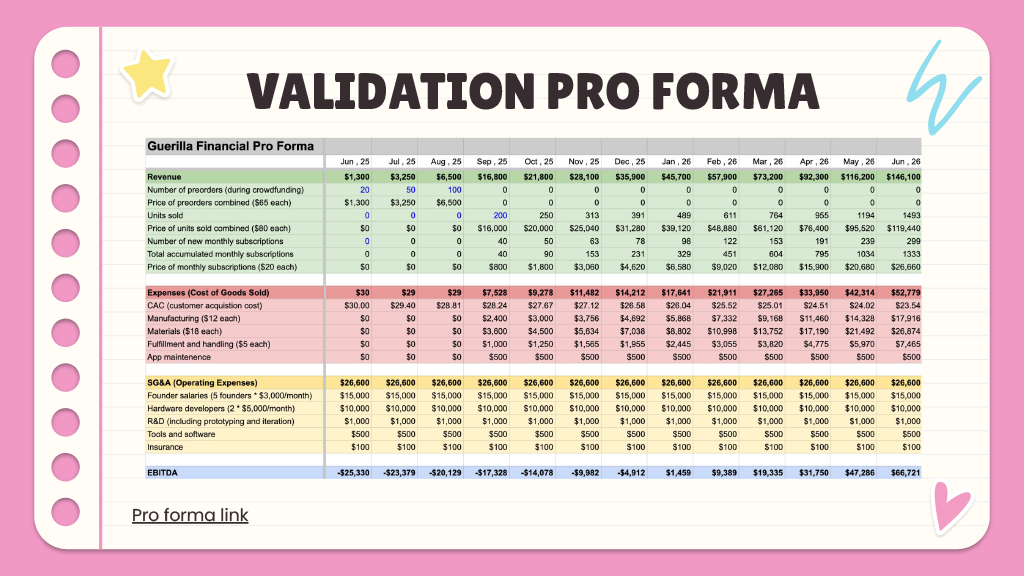 VALIDATION PRO FORMA
Guerilla Financial Pro Forma
Jun , 25 Jul , 25 Aug , 25 Sep , 25 Oct , 25 Nov , 25 Dec , 25 Jan , 26 Feb , 26 Mar , 26 Apr , 26 May , 26 Jun , 26
Revenue $1,300 $3,250 $6,500 $16,800 $21,800 $28,100 $35,900 $45,700 $57,900 $73,200 $92,300 $116,200 $146,100
Number of preorders (during crowdfunding) 20 50 100 0 0 0 0 0 0 0 0 0 0
Price of preorders combined ($65 each) $1,300 $3,250 $6,500 0 0 0 0 0 0 0 0 0 0
Units sold 0 0 0 200 250 313 391 489 611 764 955 1194 1493
Price of units sold combined ($80 each) $0 $0 $0 $16,000 $20,000 $25,040 $31,280 $39,120 $48,880 $61,120 $76,400 $95,520 $119,440
Number of new monthly subscriptions 0 0 0 40 50 63 78 98 122 153 191 239 299
Total accumulated monthly subscriptions 0 0 0 40 90 153 231 329 451 604 795 1034 1333
Price of monthly subscriptions ($20 each) $0 $0 $0 $800 $1,800 $3,060 $4,620 $6,580 $9,020 $12,080 $15,900 $20,680 $26,660
Expenses (Cost of Goods Sold) $30 $29 $29 $7,528 $9,278 $11,482 $14,212 $17,641 $21,911 $27,265 $33,950 $42,314 $52,779
CAC (customer acquistion cost) $30.00 $29.40 $28.81 $28.24 $27.67 $27.12 $26.58 $26.04 $25.52 $25.01 $24.51 $24.02 $23.54
Manufacturing ($12 each) $0 $0 $0 $2,400 $3,000 $3,756 $4,692 $5,868 $7,332 $9,168 $11,460 $14,328 $17,916
Materials ($18 each) $0 $0 $0 $3,600 $4,500 $5,634 $7,038 $8,802 $10,998 $13,752 $17,190 $21,492 $26,874
Fulfillment and handling ($5 each) $0 $0 $0 $1,000 $1,250 $1,565 $1,955 $2,445 $3,055 $3,820 $4,775 $5,970 $7,465
App maintenence $0 $0 $0 $500 $500 $500 $500 $500 $500 $500 $500 $500 $500
SG&A (Operating Expenses) $26,600 $26,600 $26,600 $26,600 $26,600 $26,600 $26,600 $26,600 $26,600 $26,600 $26,600 $26,600 $26,600
Founder salaries (5 founders * $3,000/month) $15,000 $15,000 $15,000 $15,000 $15,000 $15,000 $15,000 $15,000 $15,000 $15,000 $15,000 $15,000 $15,000
Hardware developers (2 * $5,000/month) $10,000 $10,000 $10,000 $10,000 $10,000 $10,000 $10,000 $10,000 $10,000 $10,000 $10,000 $10,000 $10,000
R&D (including prototyping and iteration) $1,000 $1,000 $1,000 $1,000 $1,000 $1,000 $1,000 $1,000 $1,000 $1,000 $1,000 $1,000 $1,000
Tools and software $500 $500 $500 $500 $500 $500 $500 $500 $500 $500 $500 $500 $500
Insurance $100 $100 $100 $100 $100 $100 $100 $100 $100 $100 $100 $100 $100
EBITDA -$25,330 -$23,379 -$20,129 -$17,328 -$14,078 -$9,982 -$4,912 $1,459 $9,389 $19,335 $31,750 $47,286 $66,721
Pro forma link